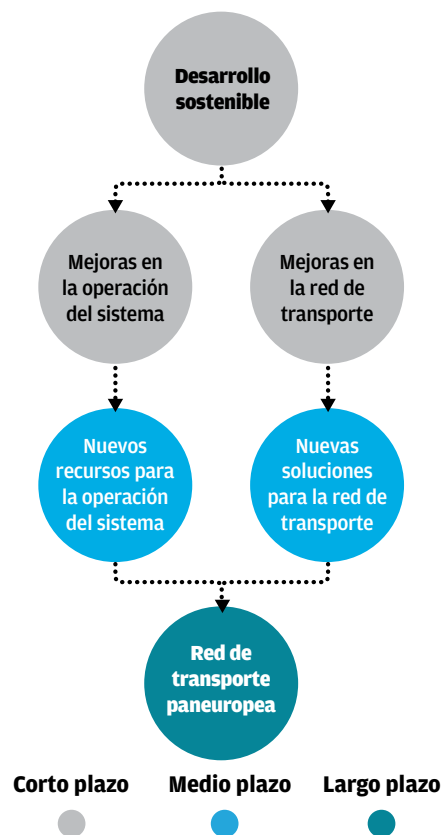 Desarrollo
sostenible
Mejoras en
la operación
del sistema
Mejoras en
la red de
transporte
Nuevos
recursos para
la operación
del sistema
Nuevas
soluciones
para la red de
transporte
Red de
transporte
paneuropea
Corto plazo
Medio plazo
Largo plazo